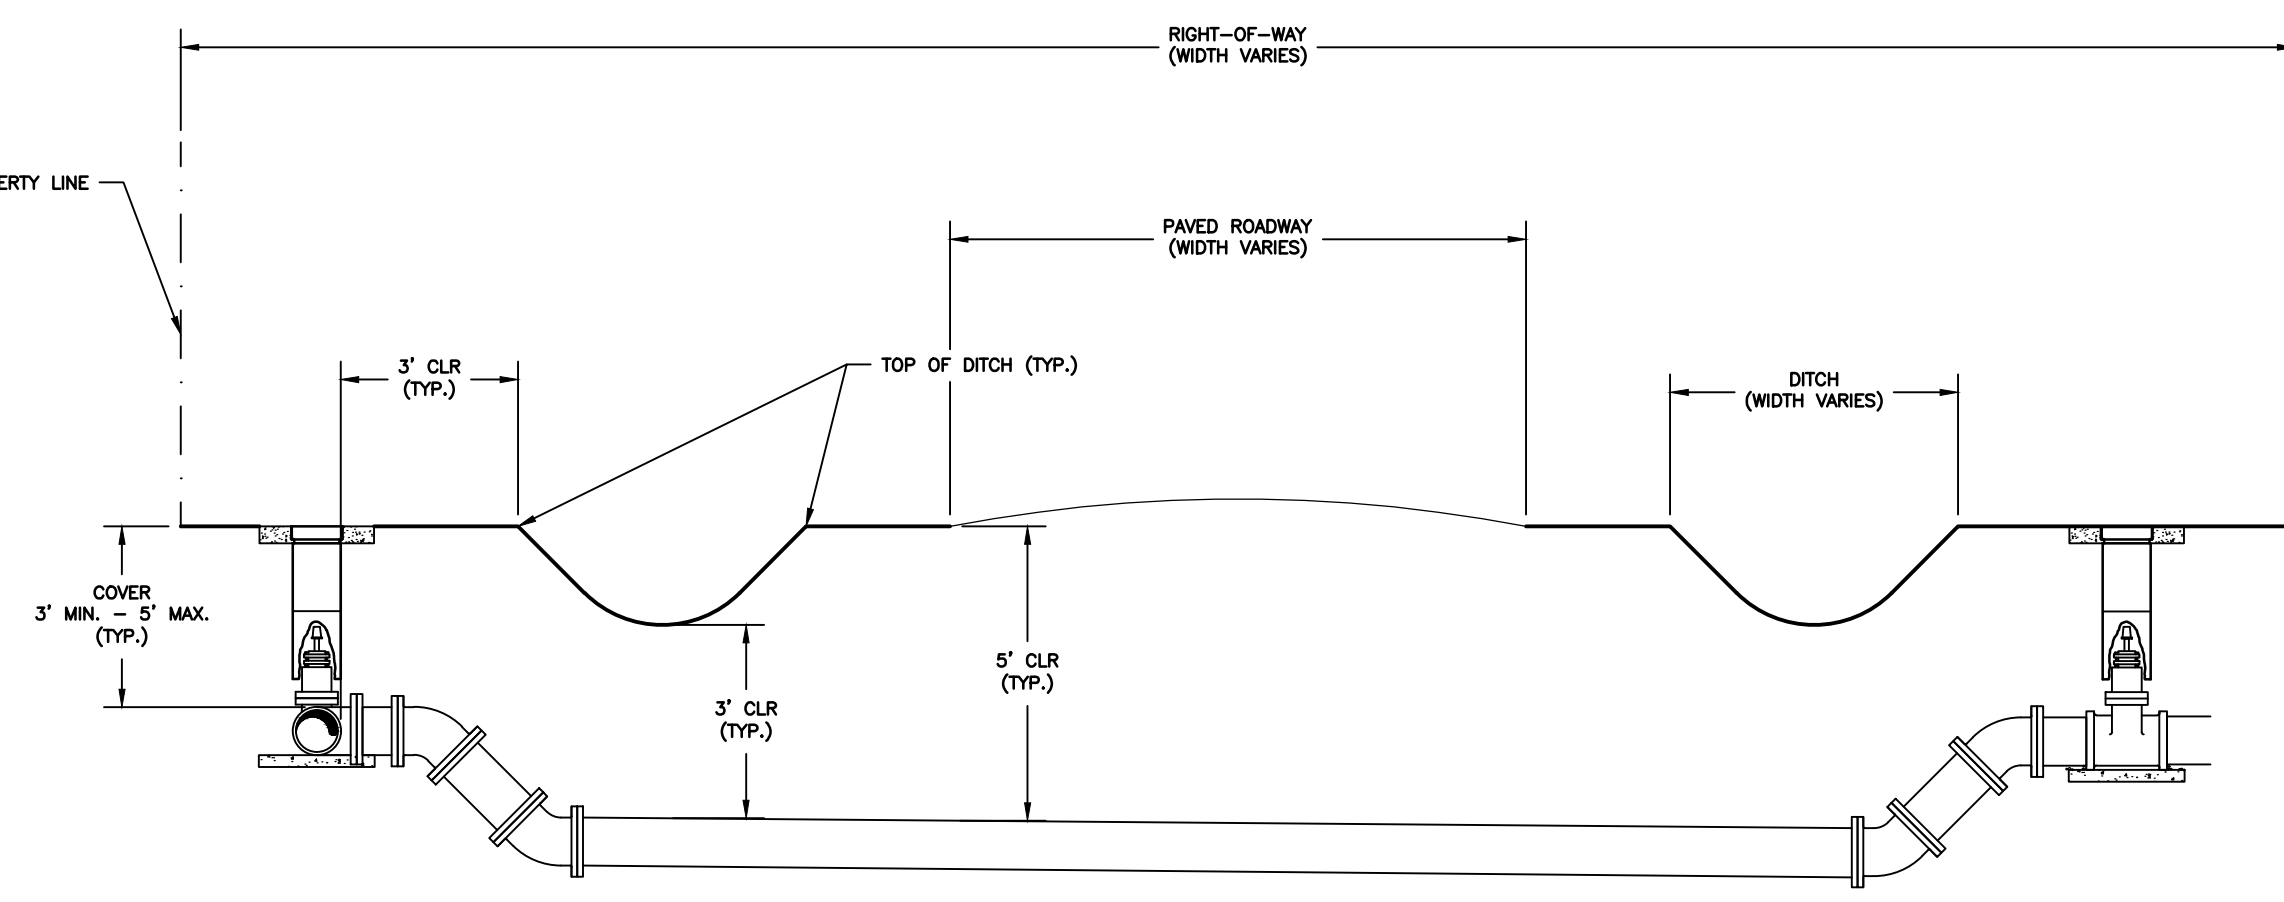 RIGHT-OF-WAY
(WIDTH VARIES)
ERTY LINE
PAVED ROADWAY
(WIDTH VARIES)
3' CLR
(TYP.)
TOP OF DITCH (TYP.)
DITCH
(WIDTH VARIES)
COVER
3' MIN. - 5' MAX.
(TYP.)
5' CLR
(TYP.)
3' CLR
(TYP.)